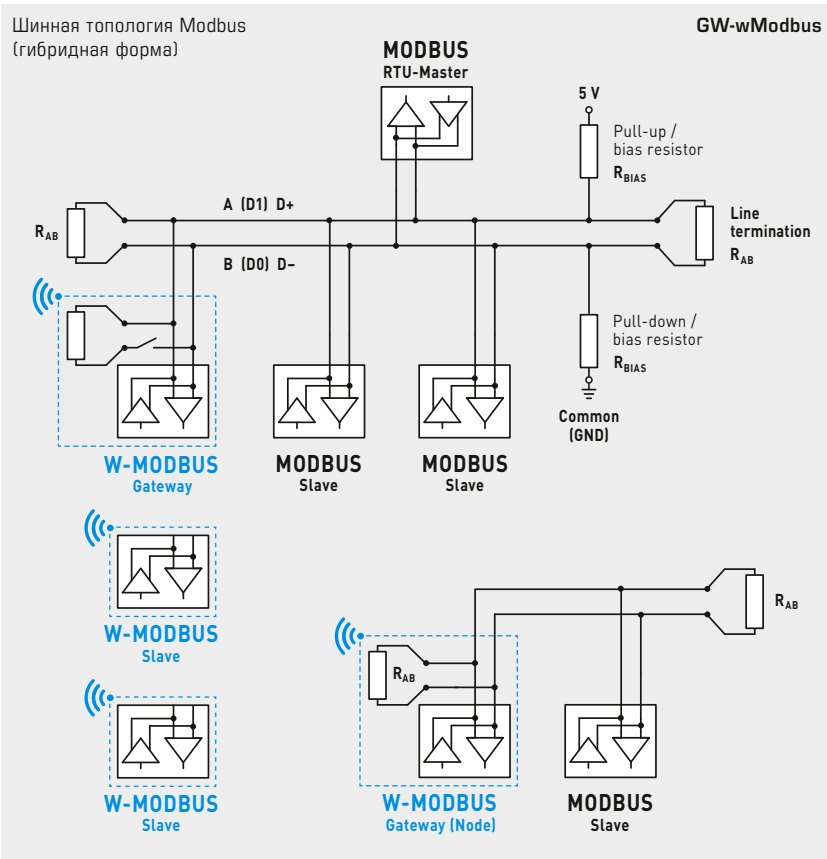 Шинная топология Modbus
(гибридная форма)
GW-wModbus
MODBUS
RTU-Master
5 V
Pull-up /
bias resistor
RBIAS
A (D1) D+
RAB
B (D0) D–
Line
termination
RAB
Pull-down /
bias resistor
RBIAS
Common
(GND)
W-MODBUS
Gateway
MODBUS
Slave
MODBUS
Slave
W-MODBUS
Slave
RAB
RAB
W-MODBUS
Slave
W-MODBUS
Gateway (Node)
MODBUS
Slave